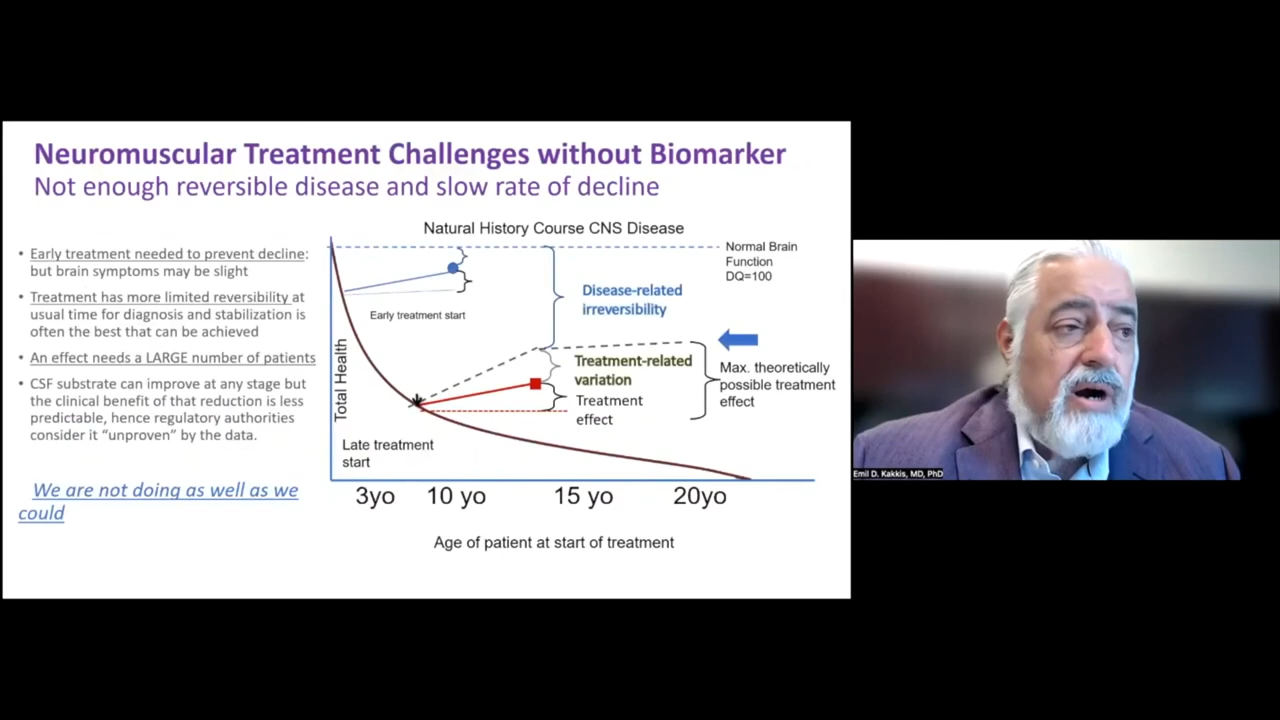 Neuromuscular Treatment Challenges without Biomarker
Not enough reversible disease and slow rate of decline
• Early treatment needed to prevent decline:
but brain symptoms may be slight
• Treatment has more limited reversibility at
usual time for diagnosis and stabilization is
often the best that can be achieved
• An effect needs a LARGE number of patients
• CSF substrate can improve at any stage but
the clinical benefit of that reduction is less
predictable, hence regulatory authorities
consider it “unproven” by the data.
We are not doing as well as we
could
Natural History Course CNS Disease
Normal Brain
Function
DQ=100
Disease-related
irreversibility
Early treatment start
Total Health
Treatment-related
variation
Treatment
effect
Max. theoretically
possible treatment
effect
Late treatment
start
3yo 10 yo 15 yo 20yo
Age of patient at start of treatment
Emil D. Kakkis, MD, PhD